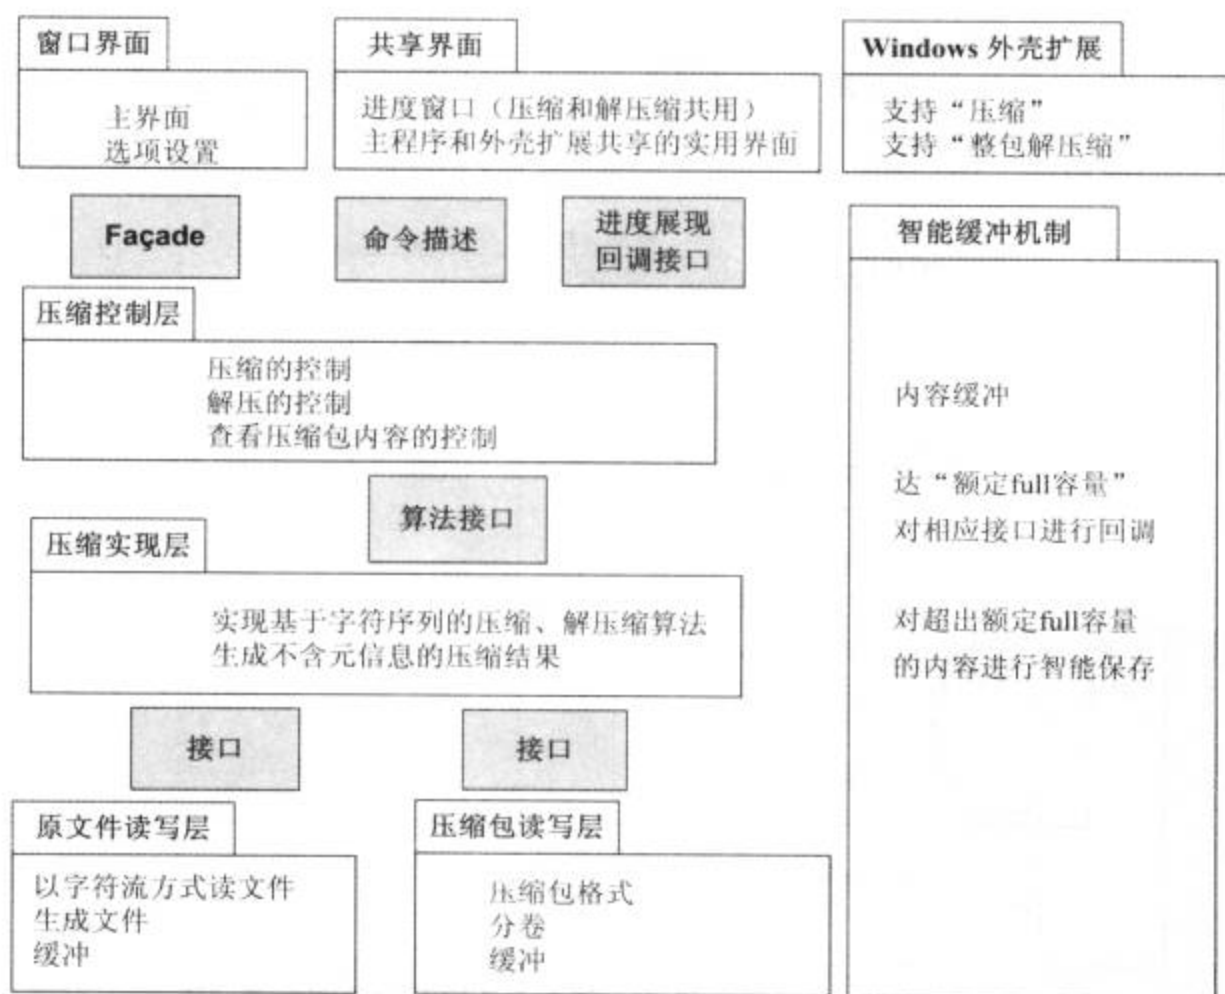 窗口界面
主界面
选项设置
共享界面
进度窗口（压缩和解压缩共用）
主程序和外壳扩展共享的实用界面
Windows 外壳扩展
支持“压缩”
支持“整包解压缩”
Façade
命令描述
进度展现
回调接口
智能缓冲机制
内容缓冲
达“额定full容量”
对相应接口进行回调
对超出额定full容量
的内容进行智能保存
压缩控制层
压缩的控制
解压的控制
查看压缩包内容的控制
算法接口
压缩实现层
实现基于字符序列的压缩、解压缩算法
生成不含元信息的压缩结果
接口
接口
原文件读写层
以字符流方式读文件
生成文件
缓冲
压缩包读写层
压缩包格式
分卷
缓冲